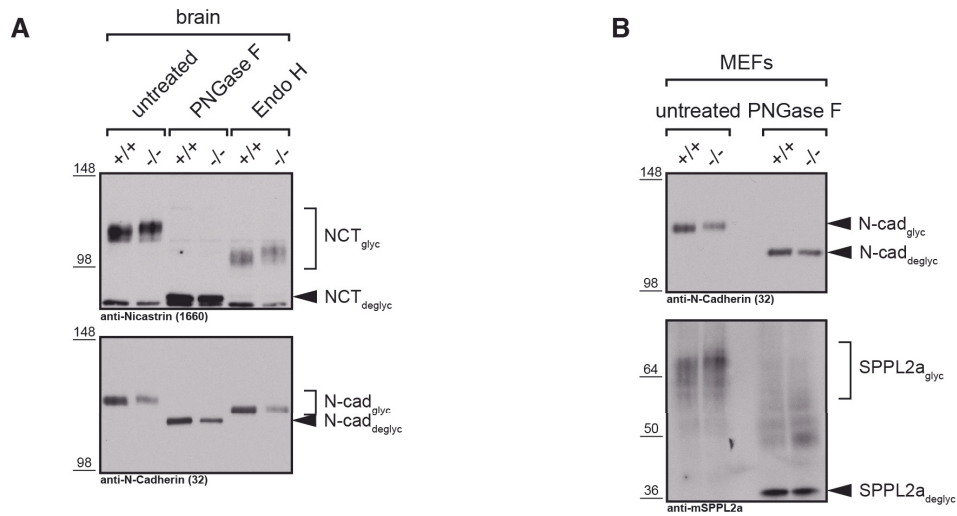 A
brain
untreated
PNGase F
Endo H
+/+ -/- +/+ -/- +/+ -/-
148
98
NCTglyc
NCTdeglyc
anti-Nicastrin (1660)
148
98
N-cadglyc
N-caddeglyc
anti-N-Cadherin (32)
B
MEFs
untreated PNGase F
+/+ -/- +/+ -/-
148
98
N-cadglyc
N-caddeglyc
anti-N-Cadherin (32)
64
50
36
SPPL2aglyc
SPPL2adeglyc
anti-mSPPL2a